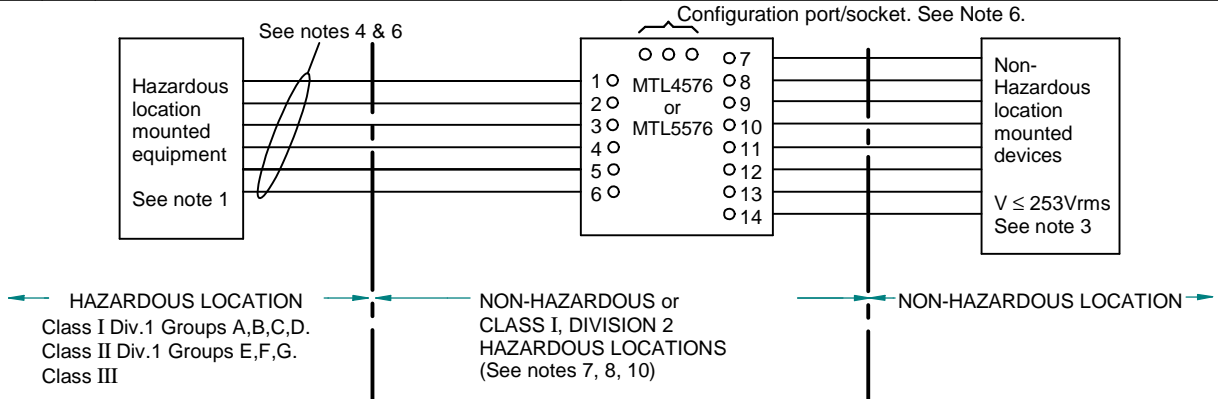 Configuration port/socket. See Note 6.
See notes 4 & 6
Hazardous
location
mounted
equipment
See note 1
1
2
3
4
5
6
MTL4576
or
MTL5576
7
8
9
10
11
12
13
14
Non-
Hazardous
location
mounted
devices
V ≤ 253Vrms
See note 3
HAZARDOUS LOCATION
Class I Div.1 Groups A,B,C,D.
Class II Div.1 Groups E,F,G.
Class III
NON-HAZARDOUS or
CLASS I, DIVISION 2
HAZARDOUS LOCATIONS
(See notes 7, 8, 10)
NON-HAZARDOUS LOCATION